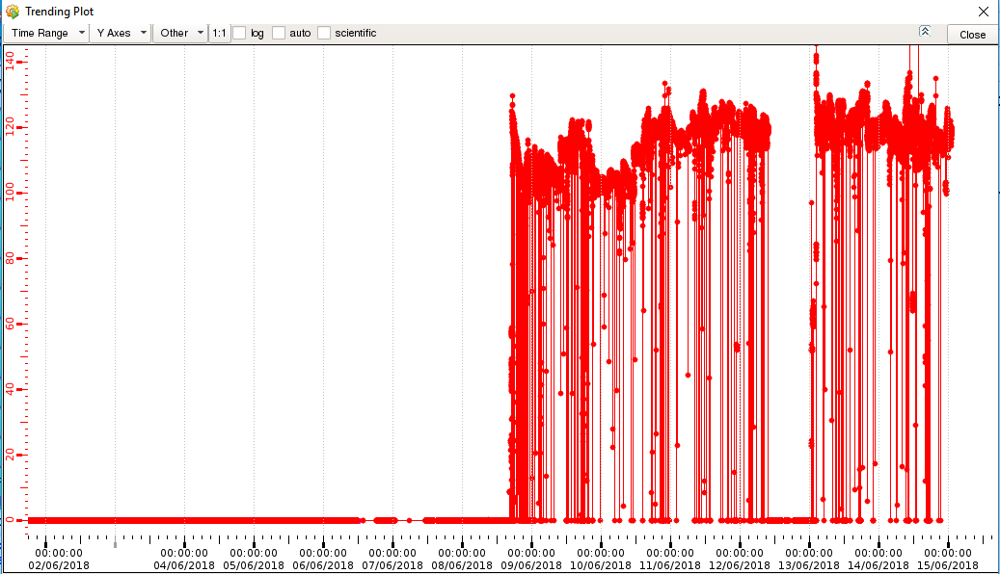 Trending Plot
Time Range Y Axes Other 1:1 log auto scientific Close
140
120
100
80
60
40
20
0
00:00:00 00:00:00 00:00:00 00:00:00 00:00:00 00:00:00 00:00:00 00:00:00 00:00:00 00:00:00 00:00:00 00:00:00 00:00:00
02/06/2018 04/06/2018 05/06/2018 06/06/2018 07/06/2018 08/06/2018 09/06/2018 10/06/2018 11/06/2018 12/06/2018 13/06/2018 14/06/2018 15/06/2018